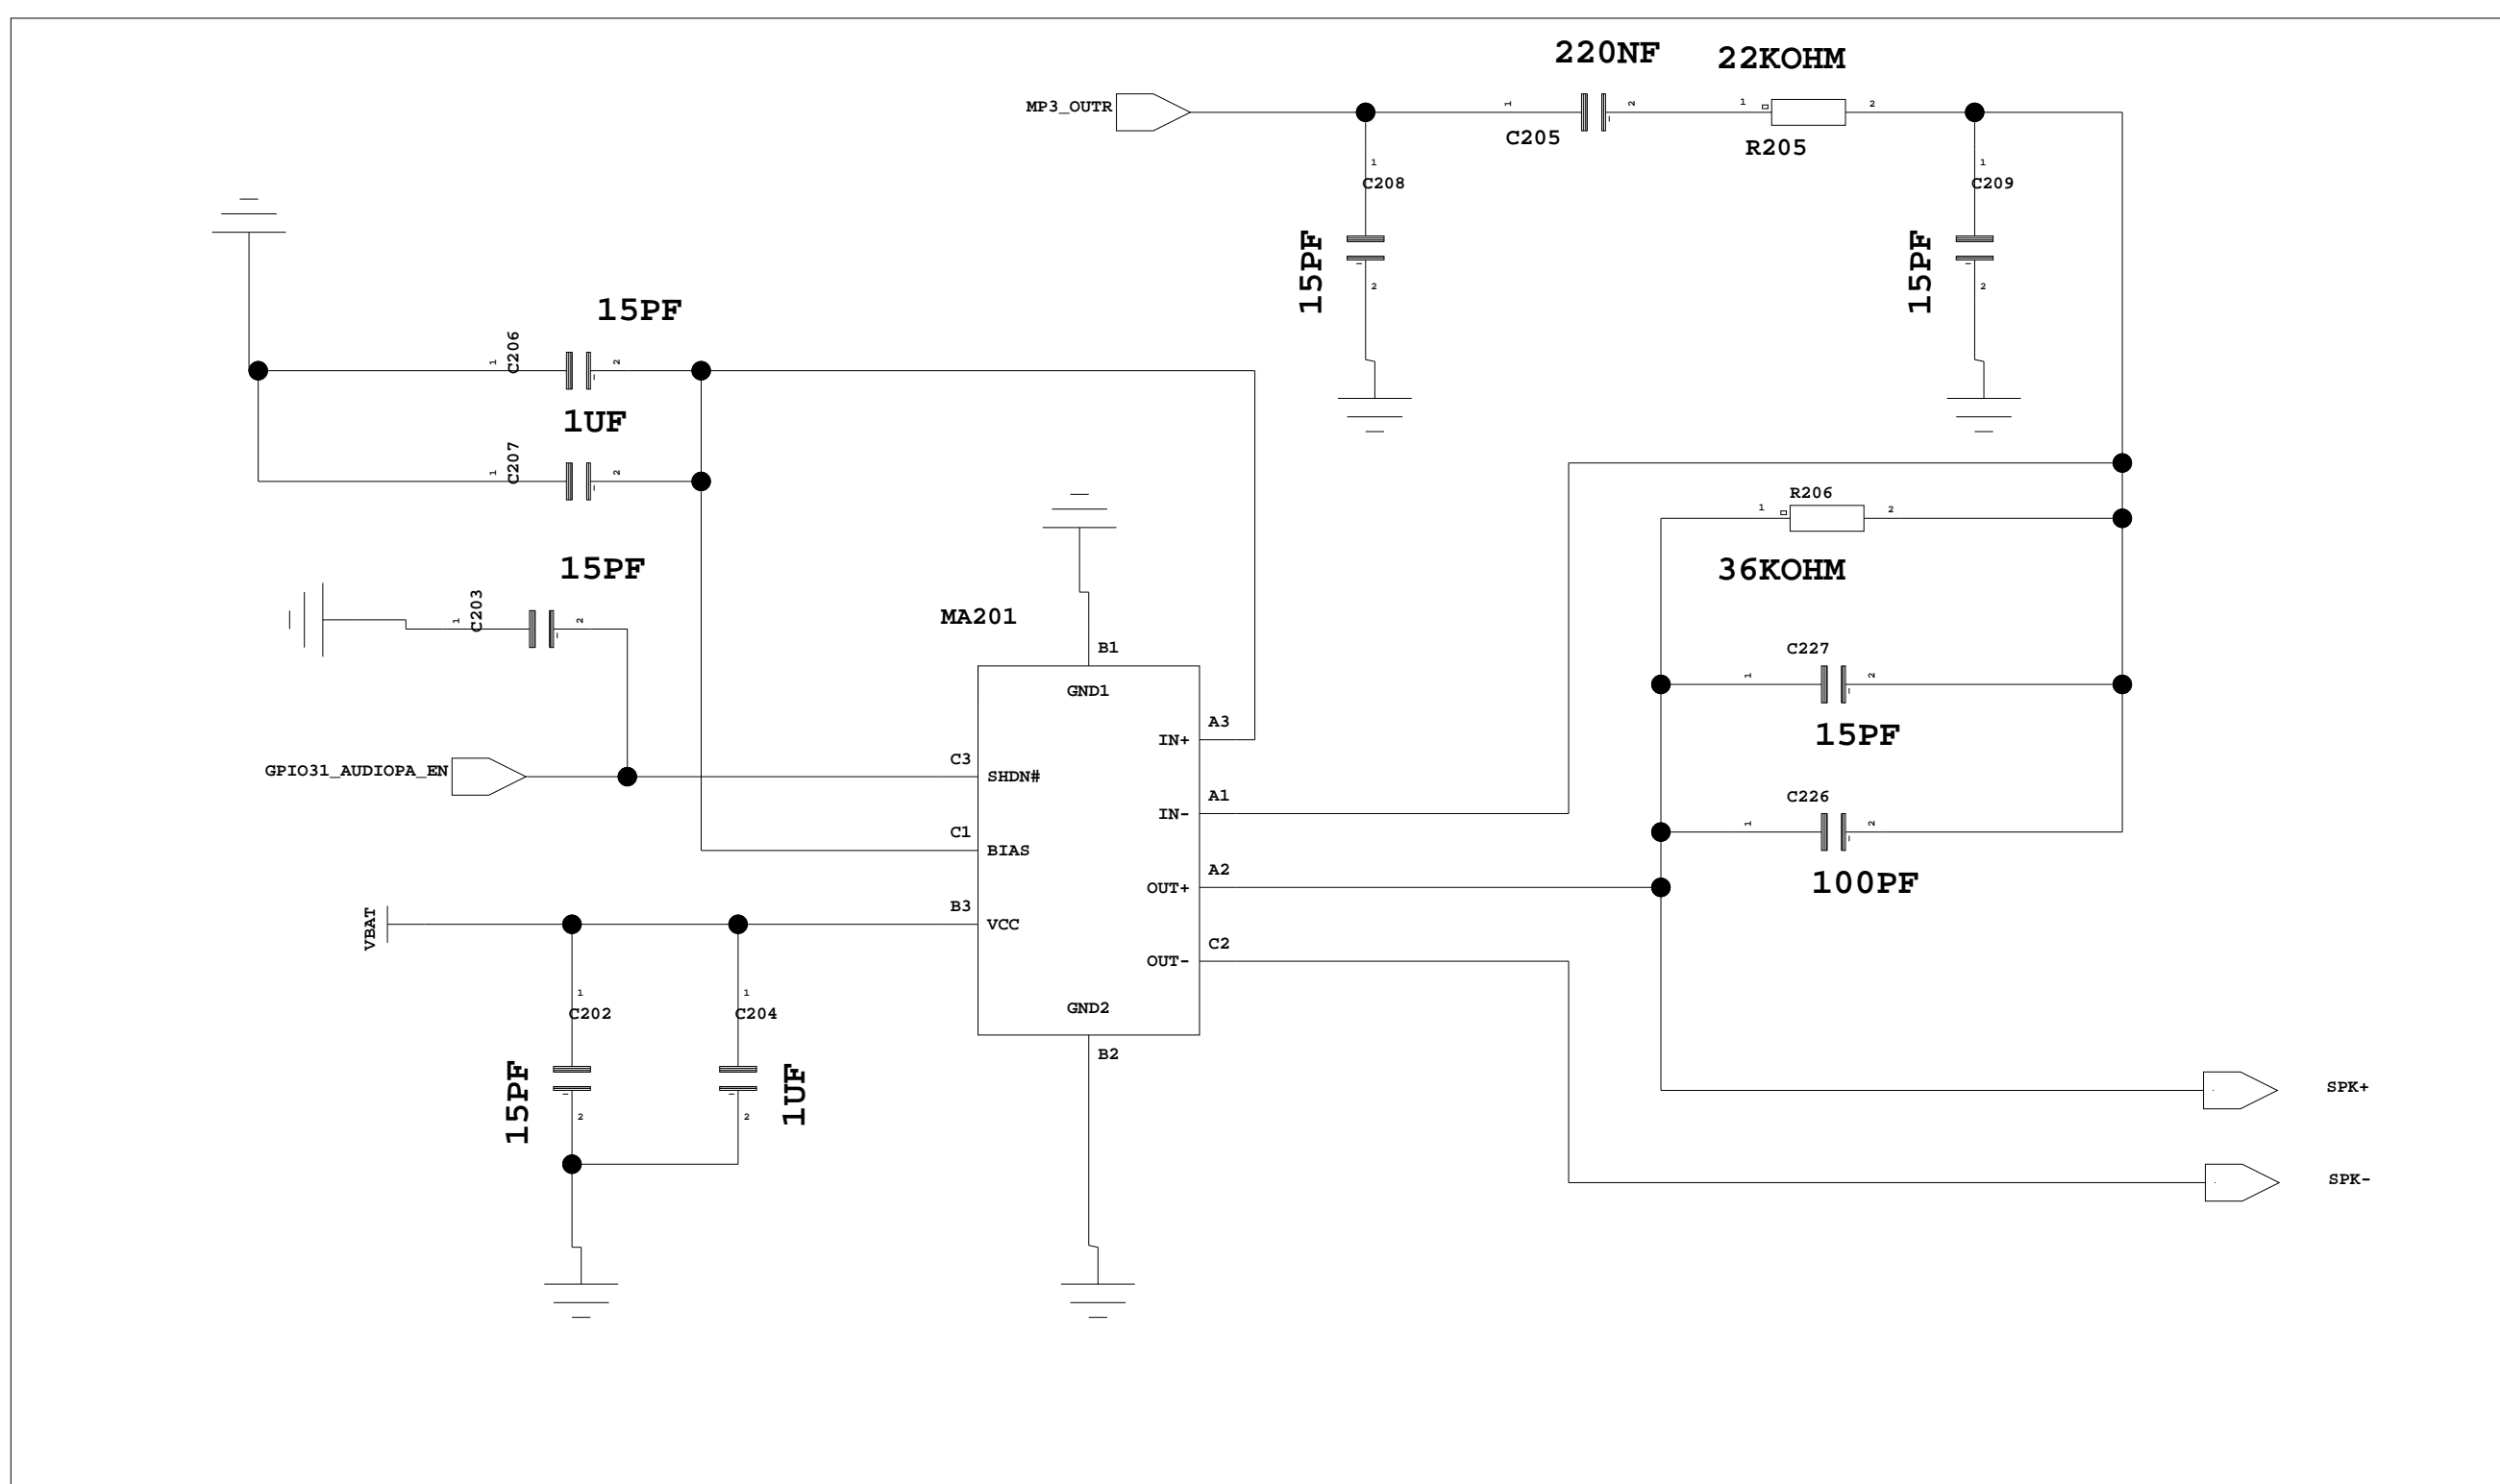 220NF
22KOHM
MP3_OUTR
1
2
1
2
C205
R205
1
C208
1
C209
15PF
15PF
2
2
15PF
C206
1
2
1UF
C207
1
2
R206
1
2
36KOHM
15PF
C203
1
2
MA201
B1
GND1
C227
1
2
15PF
A3
IN+
C3
GPIO31_AUDIOPA_EN
SHDN#
A1
IN-
C226
1
2
100PF
C1
BIAS
A2
OUT+
B3
VBAT
VCC
C2
OUT-
1
C202
1
C204
GND2
B2
15PF
1UF
2
2
SPK+
SPK-